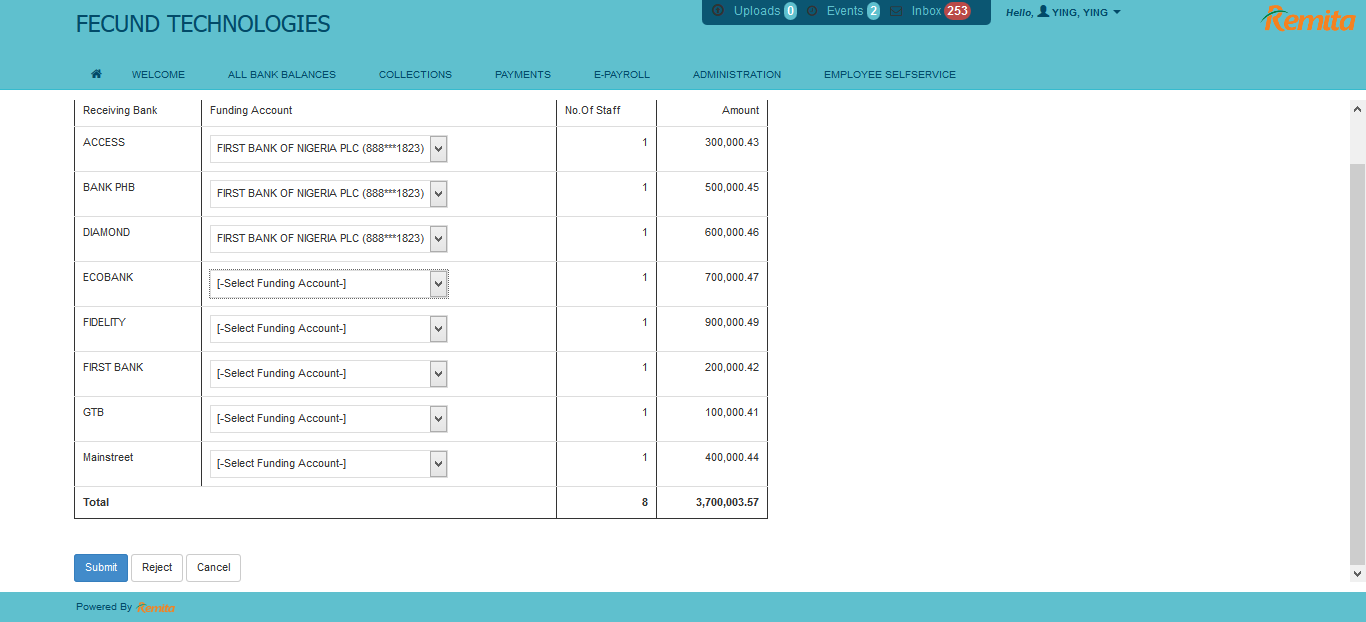 FECUND TECHNOLOGIES
Uploads 0 Events 2 Inbox 253
Hello, YING, YING
Remita
WELCOME ALL BANK BALANCES COLLECTIONS PAYMENTS E-PAYROLL ADMINISTRATION EMPLOYEE SELFSERVICE
Receiving Bank Funding Account No.Of Staff Amount
ACCESS FIRST BANK OF NIGERIA PLC (888***1823) 1 300,000.43
BANK PHB FIRST BANK OF NIGERIA PLC (888***1823) 1 500,000.45
DIAMOND FIRST BANK OF NIGERIA PLC (888***1823) 1 600,000.46
ECOBANK [-Select Funding Account-] 1 700,000.47
FIDELITY [-Select Funding Account-] 1 900,000.49
FIRST BANK [-Select Funding Account-] 1 200,000.42
GTB [-Select Funding Account-] 1 100,000.41
Mainstreet [-Select Funding Account-] 1 400,000.44
Total 8 3,700,003.57
Submit Reject Cancel
Powered By Remita